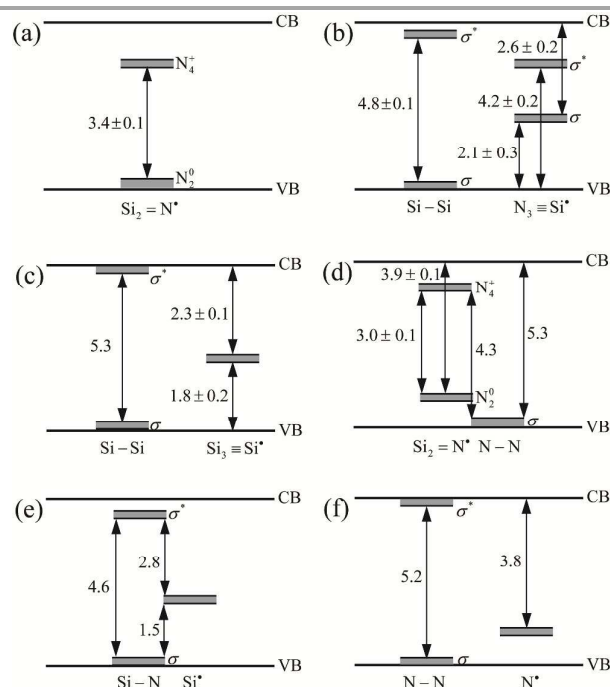 (a)
CB
N₄⁺
3.4±0.1
N₂⁰
VB
Si₂ = N•
(b)
CB
σ*
2.6±0.2
σ*
4.8±0.1
4.2±0.2
σ
2.1±0.3
σ
VB
Si – Si
N₃ ≡ Si•
(c)
CB
σ*
2.3±0.1
5.3
1.8±0.2
σ
VB
Si – Si
Si₃ ≡ Si•
(d)
CB
3.9±0.1
N₄⁺
3.0±0.1
5.3
4.3
N₂⁰
σ
VB
Si₂ = N• N – N
(e)
CB
σ*
2.8
4.6
1.5
σ
VB
Si – N Si•
(f)
CB
σ*
3.8
5.2
σ
VB
N – N
N•